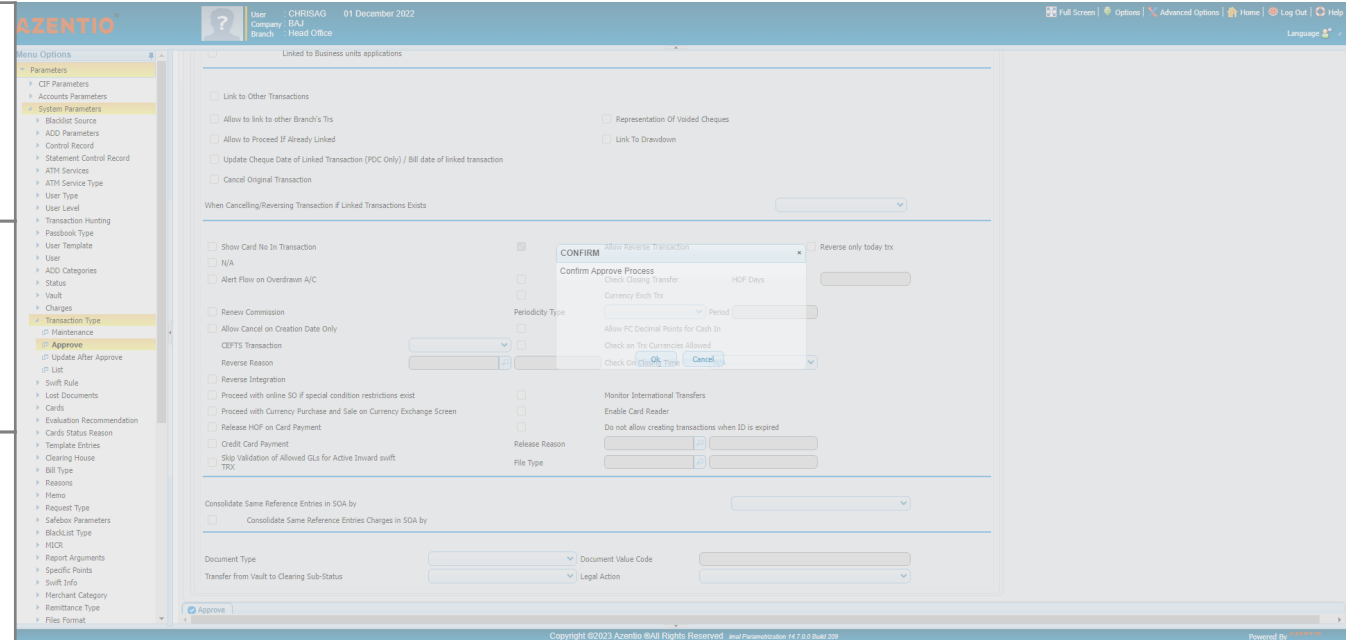 AZENTIO
User : CHRISAG 01 December 2022
Company : BAJ
Branch : Head Office
Full Screen | Options | Advanced Options | Home | Log Out | Help
Language
Menu Options
Parameters
CIF Parameters
Accounts Parameters
System Parameters
Blacklist Source
ADD Parameters
Control Record
Statement Control Record
ATM Services
ATM Service Type
User Type
User Level
Transaction Hunting
Passbook Type
User Template
User
ADD Categories
Status
Vault
Charges
Transaction Type
Maintenance
Approve
Update After Approve
List
Swift Rule
Lost Documents
Cards
Evaluation Recommendation
Cards Status Reason
Template Entries
Clearing House
Bill Type
Reasons
Memo
Request Type
Safebox Parameters
BlackList Type
MICR
Report Arguments
Specific Points
Swift Info
Merchant Category
Remittance Type
Files Format
Linked to Business units applications
Link to Other Transactions
Allow to link to other Branch's Trs Representation Of Voided Cheques
Allow to Proceed If Already Linked Link To Drawdown
Update Cheque Date of Linked Transaction (PDC Only) / Bill date of linked transaction
Cancel Original Transaction
When Cancelling/Reversing Transaction if Linked Transactions Exists
Show Card No In Transaction Allow Reverse Transaction Reverse only today trx
CONFIRM ×
N/A
Confirm Approve Process
Alert Flow on Overdrawn A/C Check Closing Transfer HOF Days
Currency Exch Trx
Renew Commission Periodicity Type Period
Allow Cancel on Creation Date Only Allow FC Decimal Points for Cash In
CEFTS Transaction Check on Trx Currencies Allowed
Reverse Reason Check On Closing Time
Ok Cancel
Reverse Integration
Proceed with online SO if special condition restrictions exist Monitor International Transfers
Proceed with Currency Purchase and Sale on Currency Exchange Screen Enable Card Reader
Release HOF on Card Payment Do not allow creating transactions when ID is expired
Credit Card Payment Release Reason
Skip Validation of Allowed GLs for Active Inward swift
TRX File Type
Consolidate Same Reference Entries in SOA by
Consolidate Same Reference Entries Charges in SOA by
Document Type Document Value Code
Transfer from Vault to Clearing Sub-Status Legal Action
Approve
Copyright ©2023 Azentio ®All Rights Reserved imal Parametrization 14.7.0.0 Build 209
Powered By